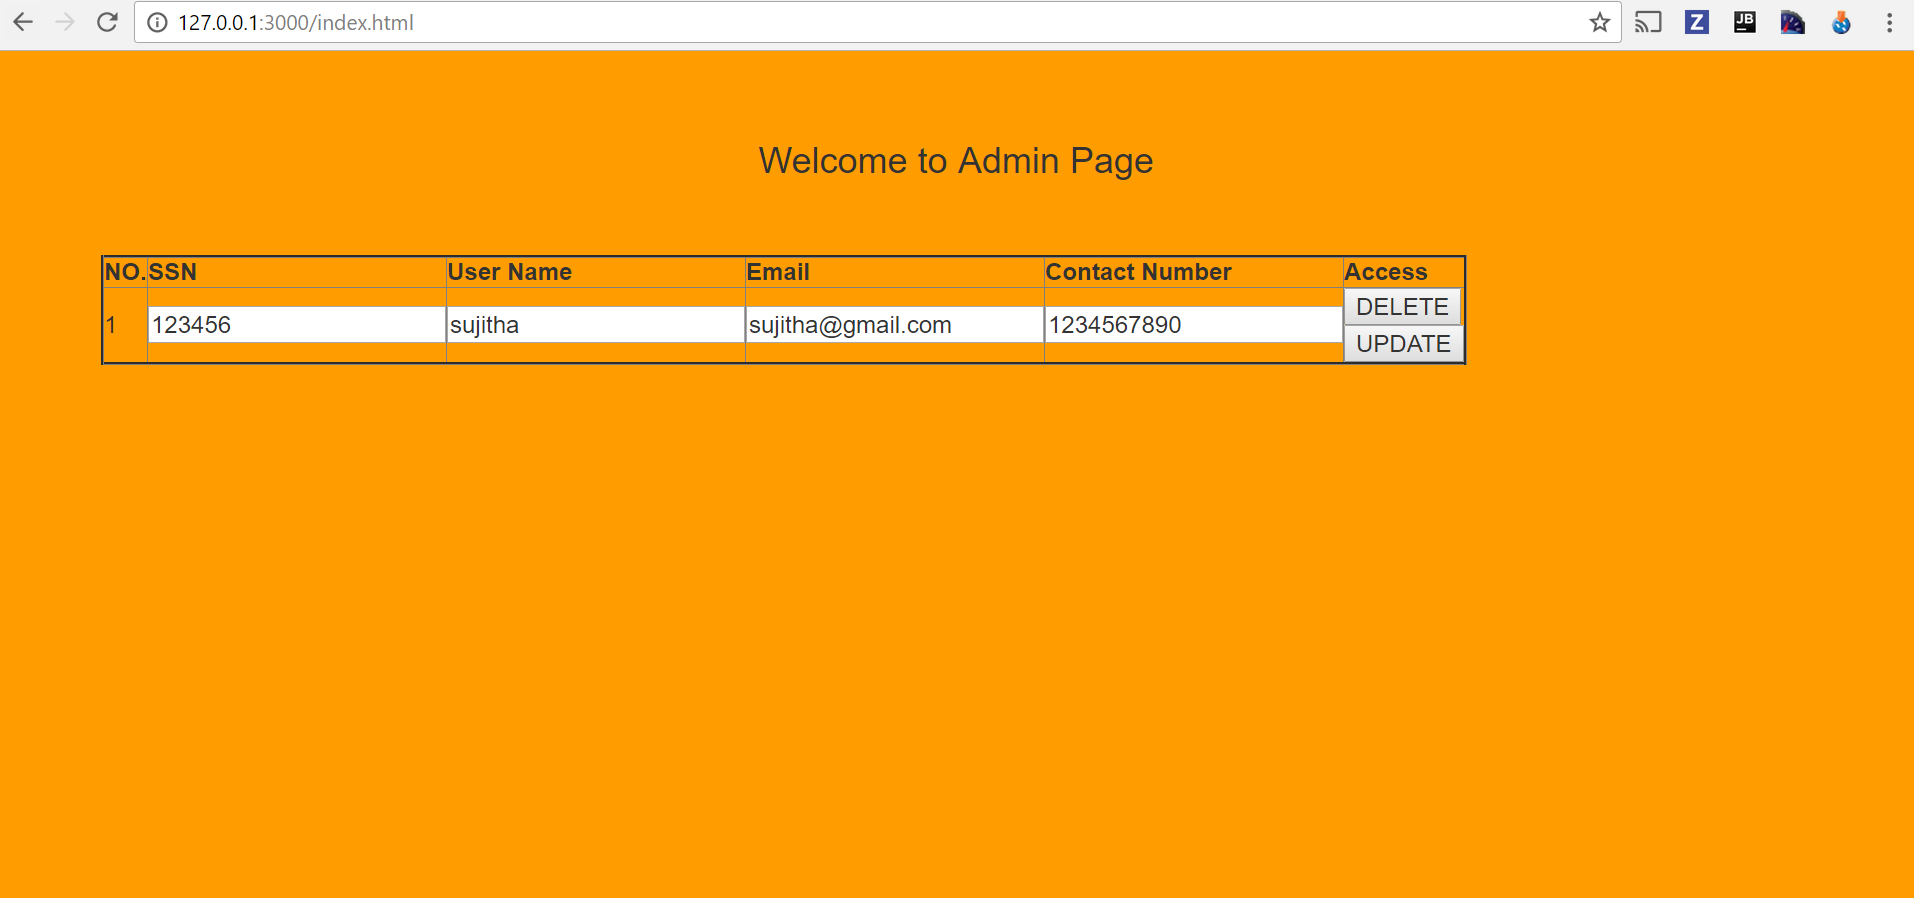 127.0.0.1:3000/index.html
Z
JB
Welcome to Admin Page
NO. SSN User Name Email Contact Number Access
1 123456 sujitha sujitha@gmail.com 1234567890 DELETE
UPDATE